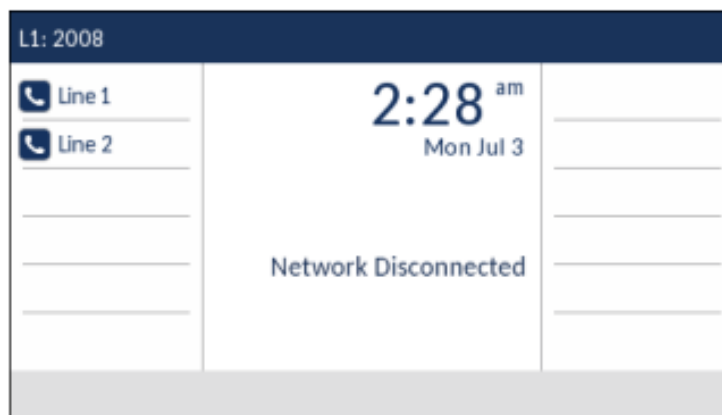 L1: 2008
Line 1
Line 2
2:28 am
Mon Jul 3
Network Disconnected